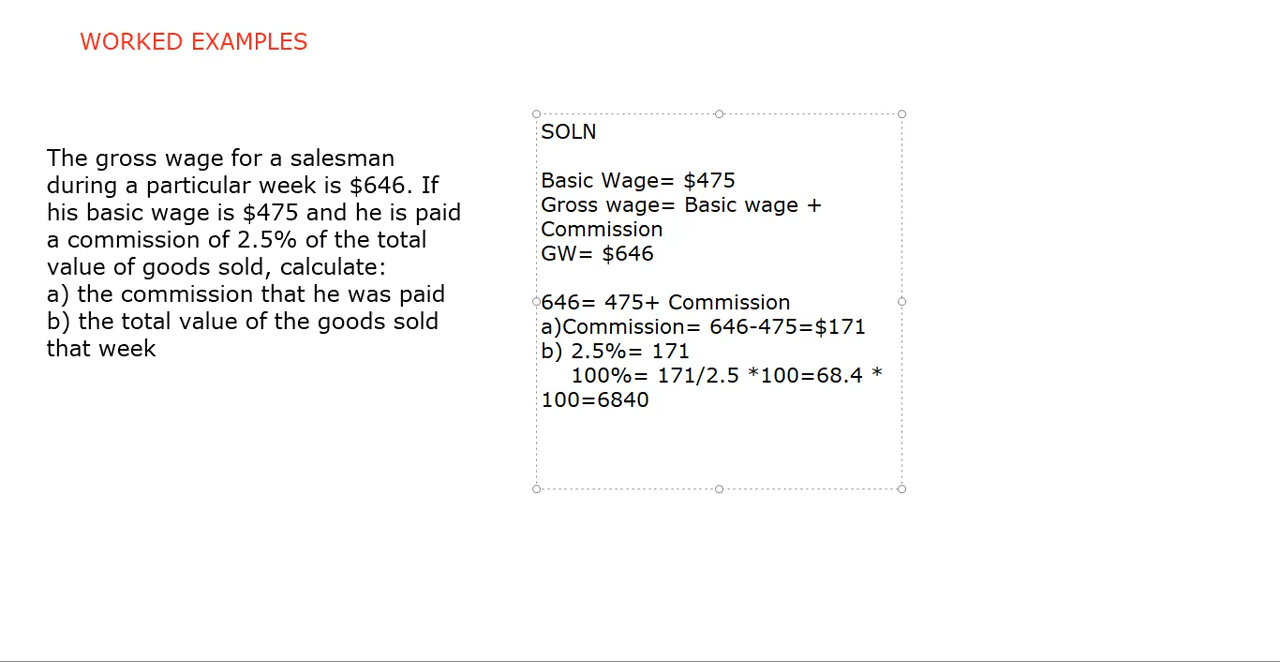 WORKED EXAMPLES
The gross wage for a salesman
during a particular week is $646. If
his basic wage is $475 and he is paid
a commission of 2.5% of the total
value of goods sold, calculate:
a) the commission that he was paid
b) the total value of the goods sold
that week
SOLN
Basic Wage= $475
Gross wage= Basic wage +
Commission
GW= $646
646= 475+ Commission
a)Commission= 646-475=$171
b) 2.5%= 171
100%= 171/2.5 *100=68.4 *
100=6840